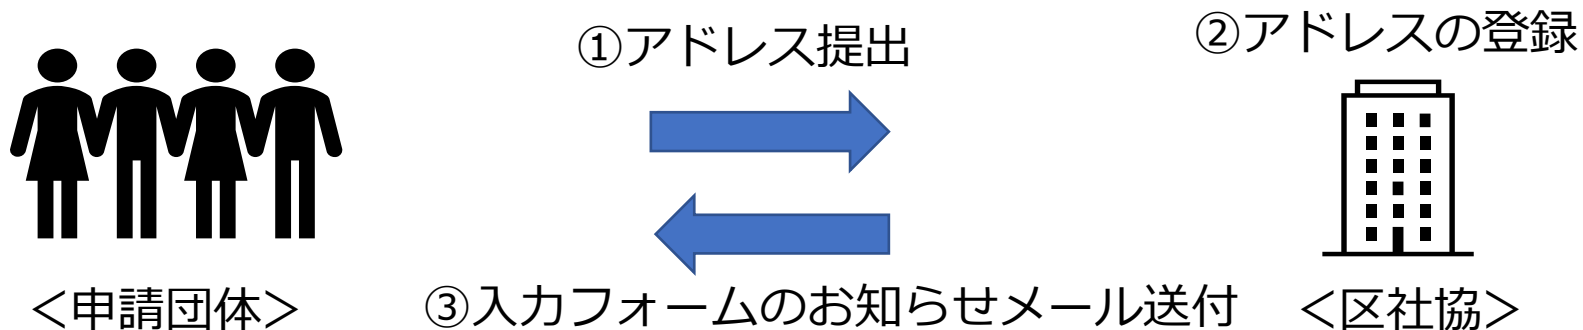 ①アドレス提出
②アドレスの登録
＜申請団体＞
③入力フォームのお知らせメール送付
＜区社協＞